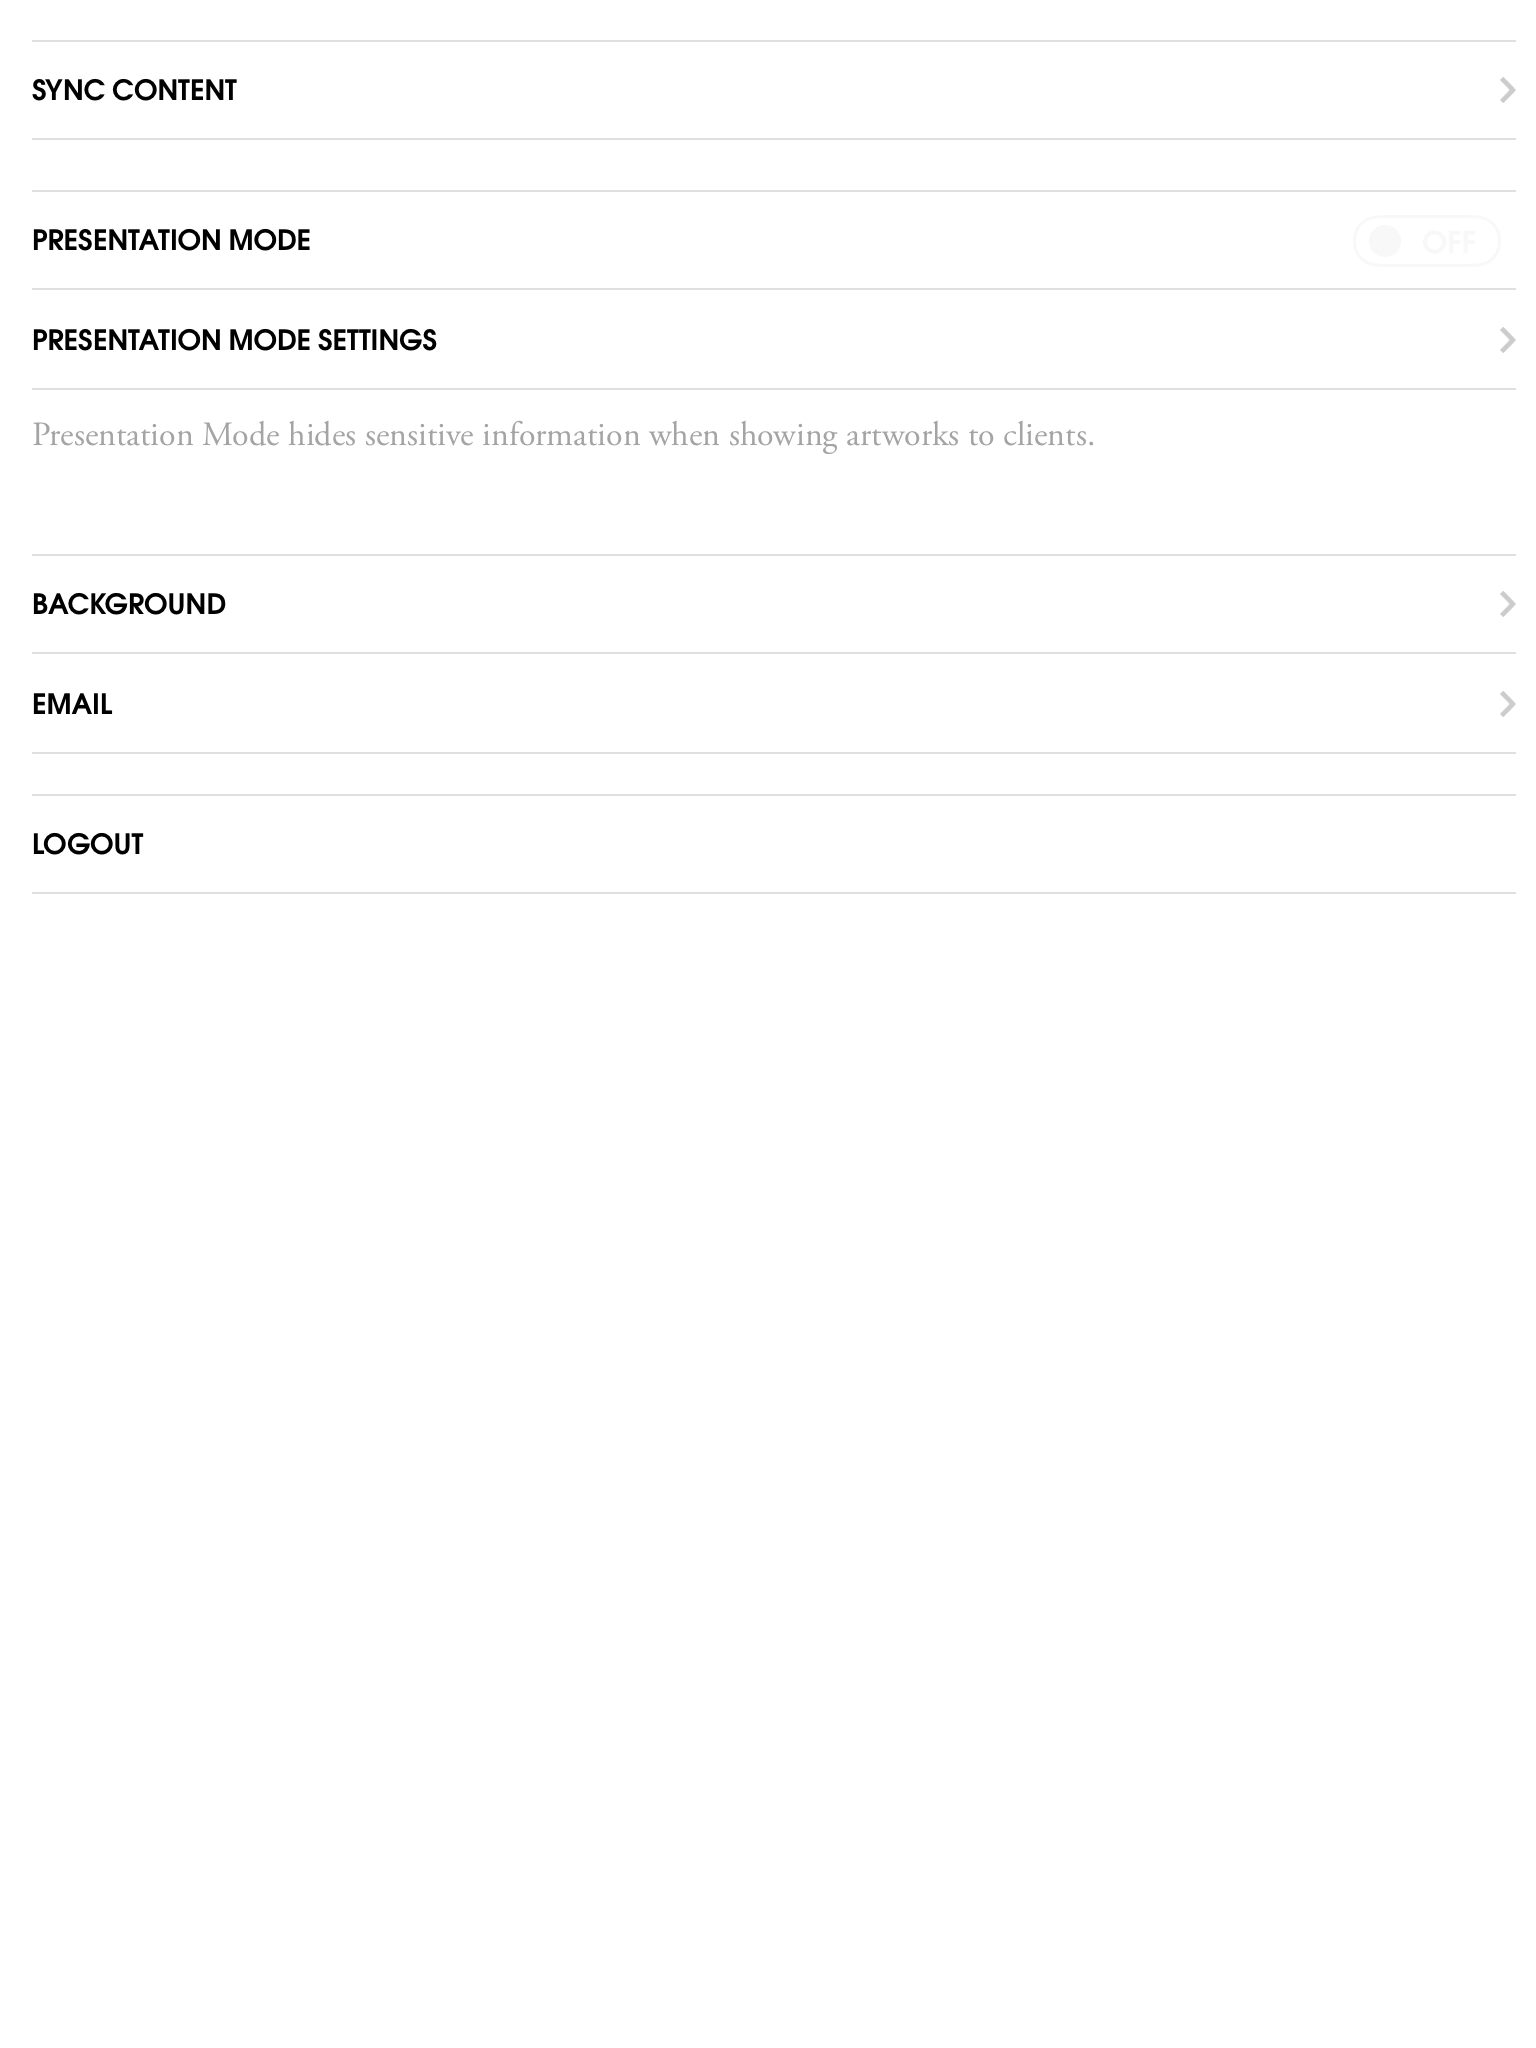 SYNC CONTENT
PRESENTATION MODE OFF
PRESENTATION MODE SETTINGS
Presentation Mode hides sensitive information when showing artworks to clients.
BACKGROUND
EMAIL
LOGOUT